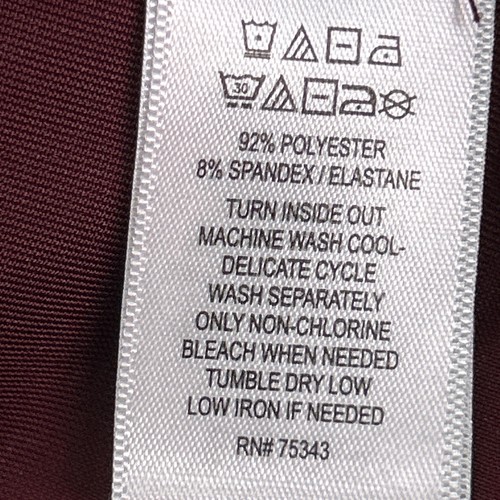 30
92% POLYESTER
8% SPANDEX / ELASTANE
TURN INSIDE OUT
MACHINE WASH COOL-
DELICATE CYCLE
WASH SEPARATELY
ONLY NON-CHLORINE
BLEACH WHEN NEEDED
TUMBLE DRY LOW
LOW IRON IF NEEDED
RN# 75343